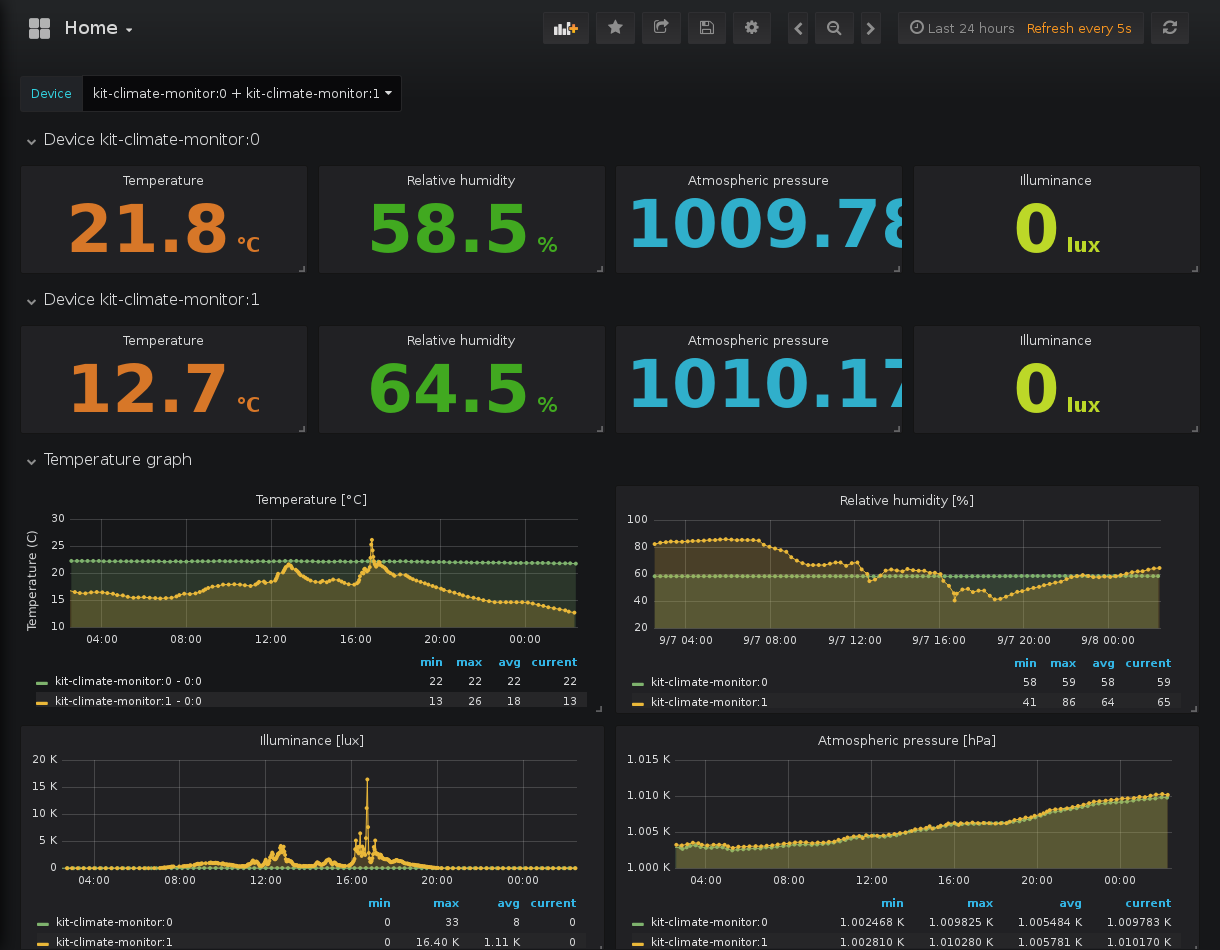 Home
Last 24 hours Refresh every 5s
Device kit-climate-monitor:0 + kit-climate-monitor:1
Device kit-climate-monitor:0
Temperature Relative humidity Atmospheric pressure Illuminance
21.8 °C 58.5 % 1009.78 0 lux
Device kit-climate-monitor:1
Temperature Relative humidity Atmospheric pressure Illuminance
12.7 °C 64.5 % 1010.17 0 lux
Temperature graph
Temperature [°C]
Temperature (C)
30
25
20
15
10
04:00 08:00 12:00 16:00 20:00 00:00
min max avg current
kit-climate-monitor:0 - 0:0 22 22 22 22
kit-climate-monitor:1 - 0:0 13 26 18 13
Relative humidity [%]
100
80
60
40
20
9/7 04:00 9/7 08:00 9/7 12:00 9/7 16:00 9/7 20:00 9/8 00:00
min max avg current
kit-climate-monitor:0 58 59 58 59
kit-climate-monitor:1 41 86 64 65
Illuminance [lux]
20 K
15 K
10 K
5 K
0
04:00 08:00 12:00 16:00 20:00 00:00
min max avg current
kit-climate-monitor:0 0 33 8 0
kit-climate-monitor:1 0 16.40 K 1.11 K 0
Atmospheric pressure [hPa]
1.015 K
1.010 K
1.005 K
1.000 K
04:00 08:00 12:00 16:00 20:00 00:00
min max avg current
kit-climate-monitor:0 1.002468 K 1.009825 K 1.005484 K 1.009783 K
kit-climate-monitor:1 1.002810 K 1.010280 K 1.005781 K 1.010170 K